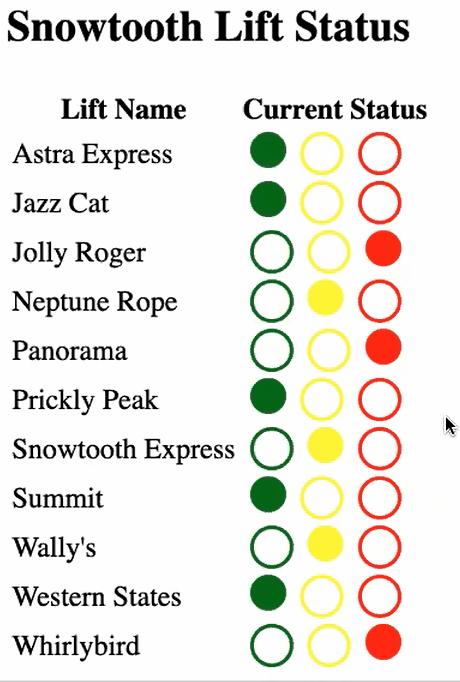 Snowtooth Lift Status
Lift Name Current Status
Astra Express
Jazz Cat
Jolly Roger
Neptune Rope
Panorama
Prickly Peak
Snowtooth Express
Summit
Wally's
Western States
Whirlybird